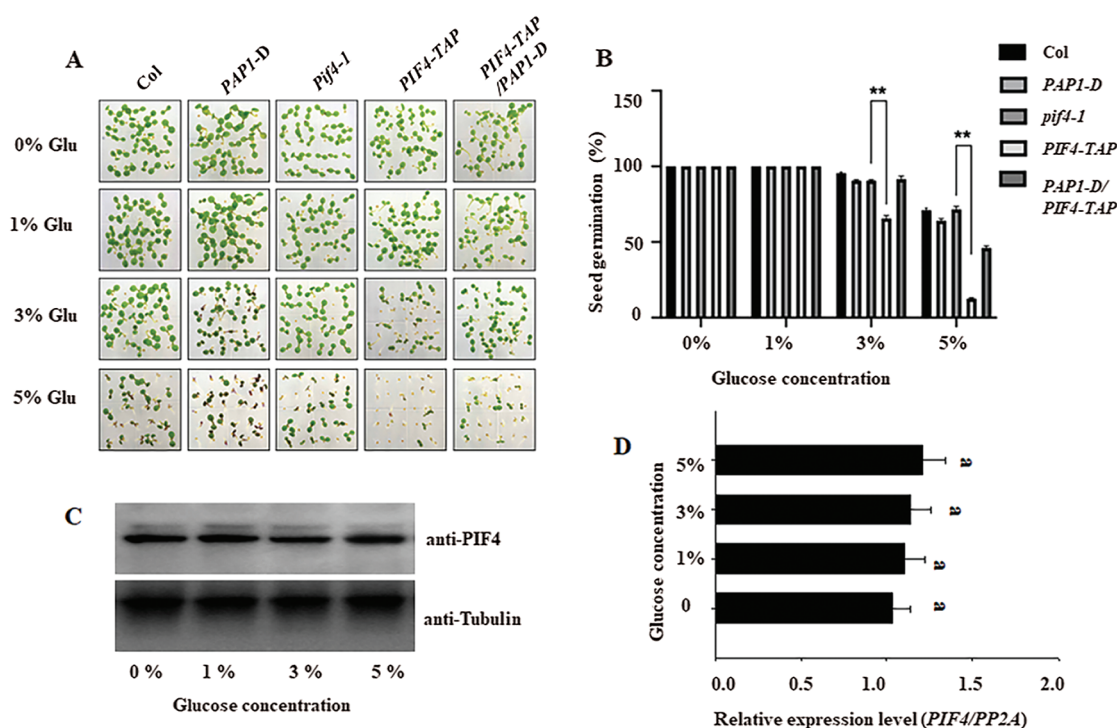 A
Col
PAP1-D
Pif4-1
PIF4-TAP
PIF4-TAP
/PAP1-D
0% Glu
1% Glu
3% Glu
5% Glu
B
Col
PAP1-D
pif4-1
PIF4-TAP
PAP1-D/
PIF4-TAP
Seed germination (%)
150
100
50
0
**
**
0%
1%
3%
5%
Glucose concentration
C
anti-PIF4
anti-Tubulin
0 %
1 %
3 %
5 %
Glucose concentration
D
Glucose concentration
5%
a
3%
a
1%
a
0
a
0.0
0.5
1.0
1.5
2.0
Relative expression level (PIF4/PP2A)